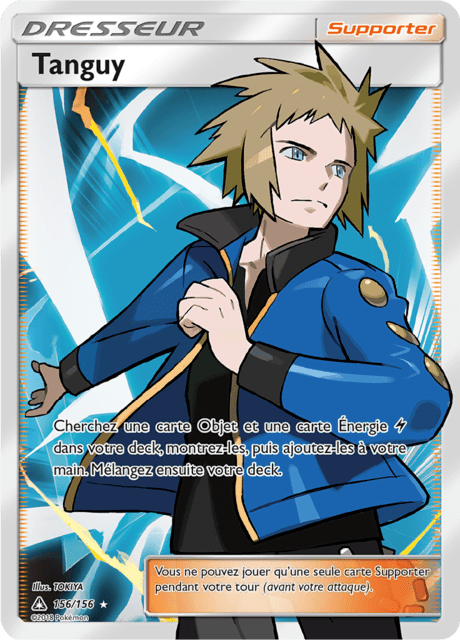 DRESSEUR Supporter
Tanguy
Cherchez une carte Objet et une carte Énergie
dans votre deck, montrez-les, puis ajoutez-les à votre
main. Mélangez ensuite votre deck.
Vous ne pouvez jouer qu'une seule carte Supporter
pendant votre tour (avant votre attaque).
Illus. TOKIYA
156/156
©2018 Pokémon